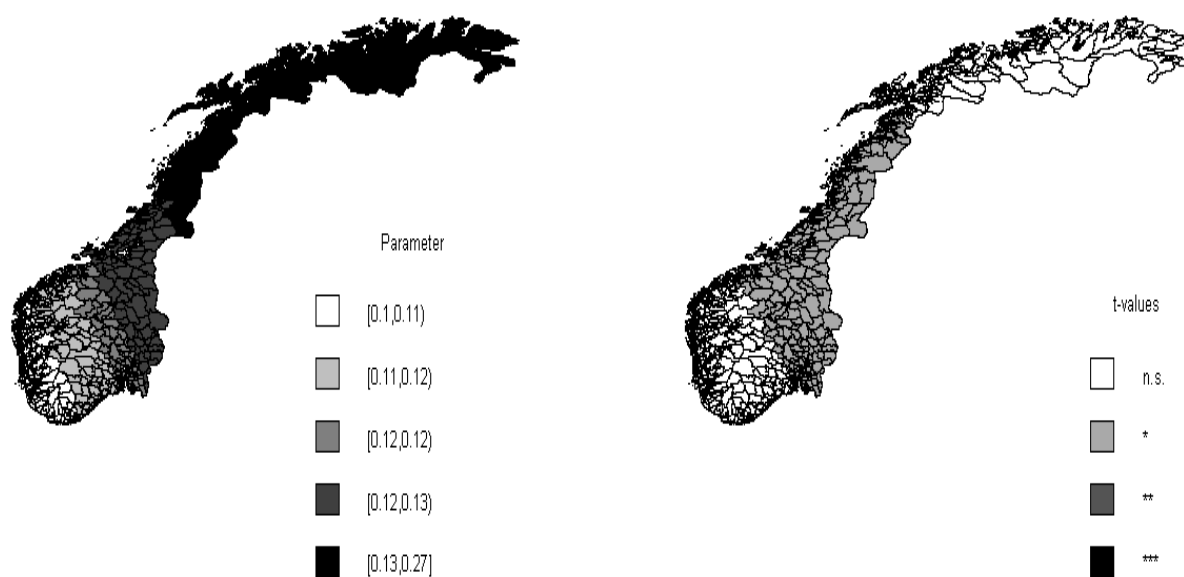 Parameter
[0.1,0.11)
[0.11,0.12)
[0.12,0.12)
[0.12,0.13)
[0.13,0.27]
t-values
n.s.
*
**
***